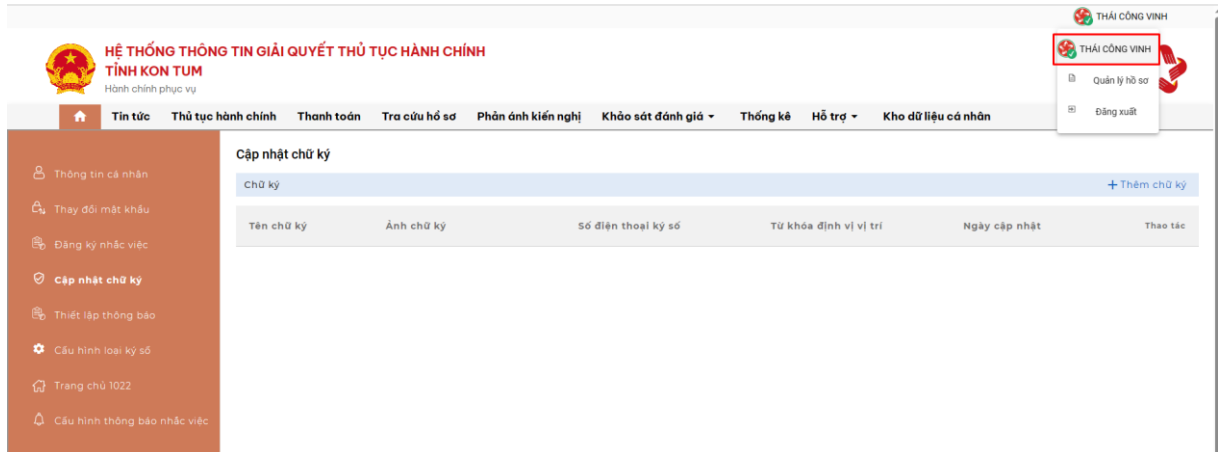 THÁI CÔNG VINH
HỆ THỐNG THÔNG TIN GIẢI QUYẾT THỦ TỤC HÀNH CHÍNH
TỈNH KON TUM
Hành chính phục vụ
THÁI CÔNG VINH
Quản lý hồ sơ
Đăng xuất
Tin tức Thủ tục hành chính Thanh toán Tra cứu hồ sơ Phản ánh kiến nghị Khảo sát đánh giá Thống kê Hỗ trợ Kho dữ liệu cá nhân
Thông tin cá nhân
Thay đổi mật khẩu
Đăng ký nhắc việc
Cập nhật chữ ký
Thiết lập thông báo
Cấu hình loại ký số
Trang chủ 1022
Cấu hình thông báo nhắc việc
Cập nhật chữ ký
Chữ ký + Thêm chữ ký
Tên chữ ký Ảnh chữ ký Số điện thoại ký số Từ khóa định vị vị trí Ngày cập nhật Thao tác